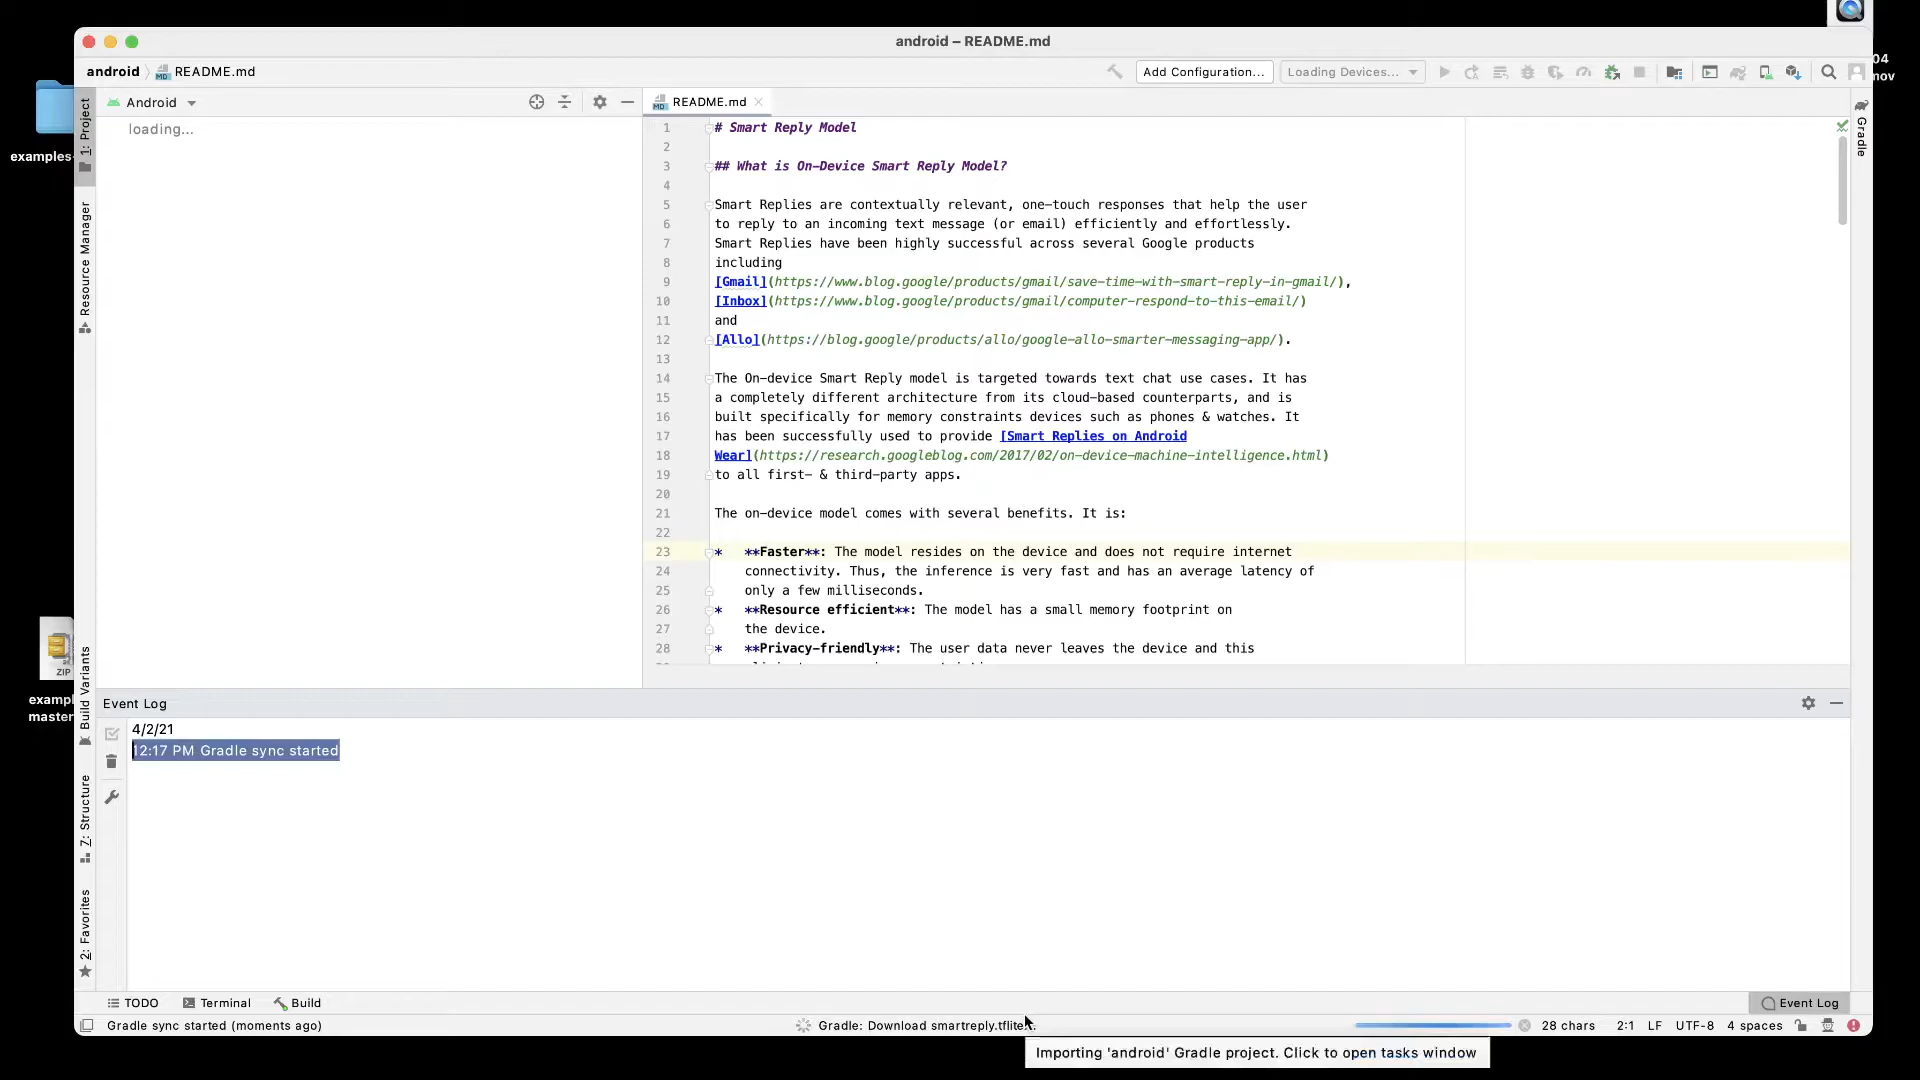 android – README.md
android
README.md
Add Configuration...
Loading Devices...
04
mov
Android
README.md
loading...
examples-
exampl
master
ZIP
1: Project
Resource Manager
Build Variants
7: Structure
2: Favorites
Gradle
1 # Smart Reply Model
2
3 ## What is On-Device Smart Reply Model?
4
5 Smart Replies are contextually relevant, one-touch responses that help the user
6 to reply to an incoming text message (or email) efficiently and effortlessly.
7 Smart Replies have been highly successful across several Google products
8 including
9 [Gmail](https://www.blog.google/products/gmail/save-time-with-smart-reply-in-gmail/),
10 [Inbox](https://www.blog.google/products/gmail/computer-respond-to-this-email/)
11 and
12 [Allo](https://blog.google/products/allo/google-allo-smarter-messaging-app/).
13
14 The On-device Smart Reply model is targeted towards text chat use cases. It has
15 a completely different architecture from its cloud-based counterparts, and is
16 built specifically for memory constraints devices such as phones & watches. It
17 has been successfully used to provide [Smart Replies on Android
18 Wear](https://research.googleblog.com/2017/02/on-device-machine-intelligence.html)
19 to all first- & third-party apps.
20
21 The on-device model comes with several benefits. It is:
22
23 * **Faster**: The model resides on the device and does not require internet
24 connectivity. Thus, the inference is very fast and has an average latency of
25 only a few milliseconds.
26 * **Resource efficient**: The model has a small memory footprint on
27 the device.
28 * **Privacy-friendly**: The user data never leaves the device and this
Event Log
4/2/21
12:17 PM Gradle sync started
TODO
Terminal
Build
Event Log
Gradle sync started (moments ago)
Gradle: Download smartreply.tflite...
28 chars
2:1
LF
UTF-8
4 spaces
Importing 'android' Gradle project. Click to open tasks window